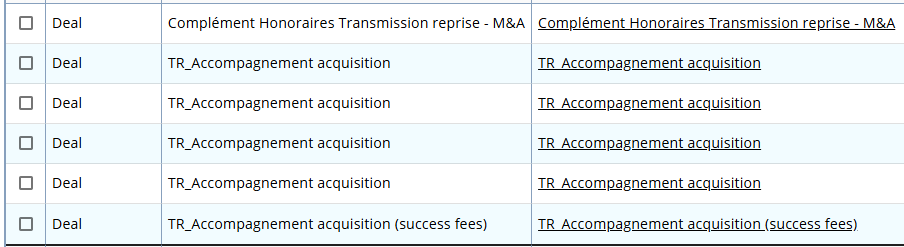 Deal Complément Honoraires Transmission reprise - M&A Complément Honoraires Transmission reprise - M&A
Deal TR_Accompagnement acquisition TR_Accompagnement acquisition
Deal TR_Accompagnement acquisition TR_Accompagnement acquisition
Deal TR_Accompagnement acquisition TR_Accompagnement acquisition
Deal TR_Accompagnement acquisition TR_Accompagnement acquisition
Deal TR_Accompagnement acquisition (success fees) TR_Accompagnement acquisition (success fees)